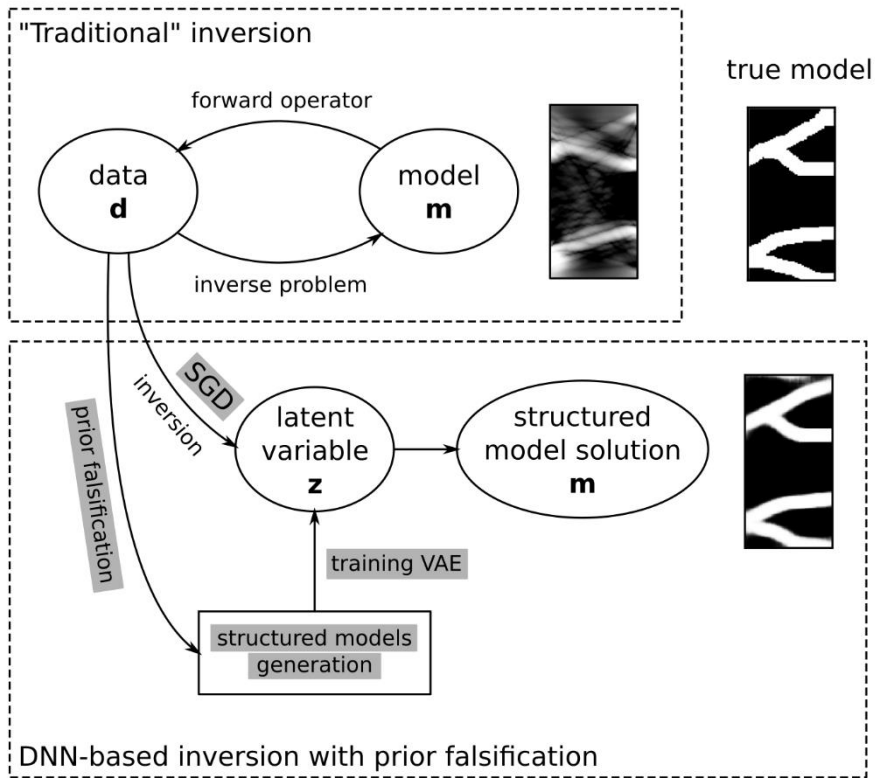 "Traditional" inversion
true model
forward operator
data
d
model
m
inverse problem
SGD
inversion
prior falsification
latent
variable
z
structured
model solution
m
training VAE
structured models
generation
DNN-based inversion with prior falsification